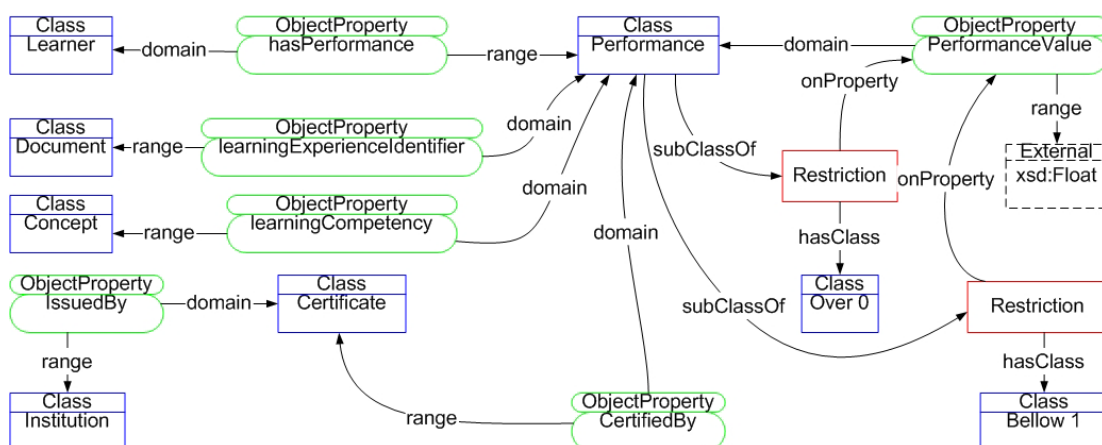 Class
Learner
domain
ObjectProperty
hasPerformance
range
Class
Performance
domain
ObjectProperty
PerformanceValue
onProperty
range
Class
Document
range
ObjectProperty
learningExperienceIdentifier
domain
subClassOf
Restriction
onProperty
External
xsd:Float
Class
Concept
range
ObjectProperty
learningCompetency
domain
domain
hasClass
ObjectProperty
IssuedBy
domain
Class
Certificate
subClassOf
Class
Over 0
Restriction
range
hasClass
Class
Institution
range
ObjectProperty
CertifiedBy
Class
Bellow 1